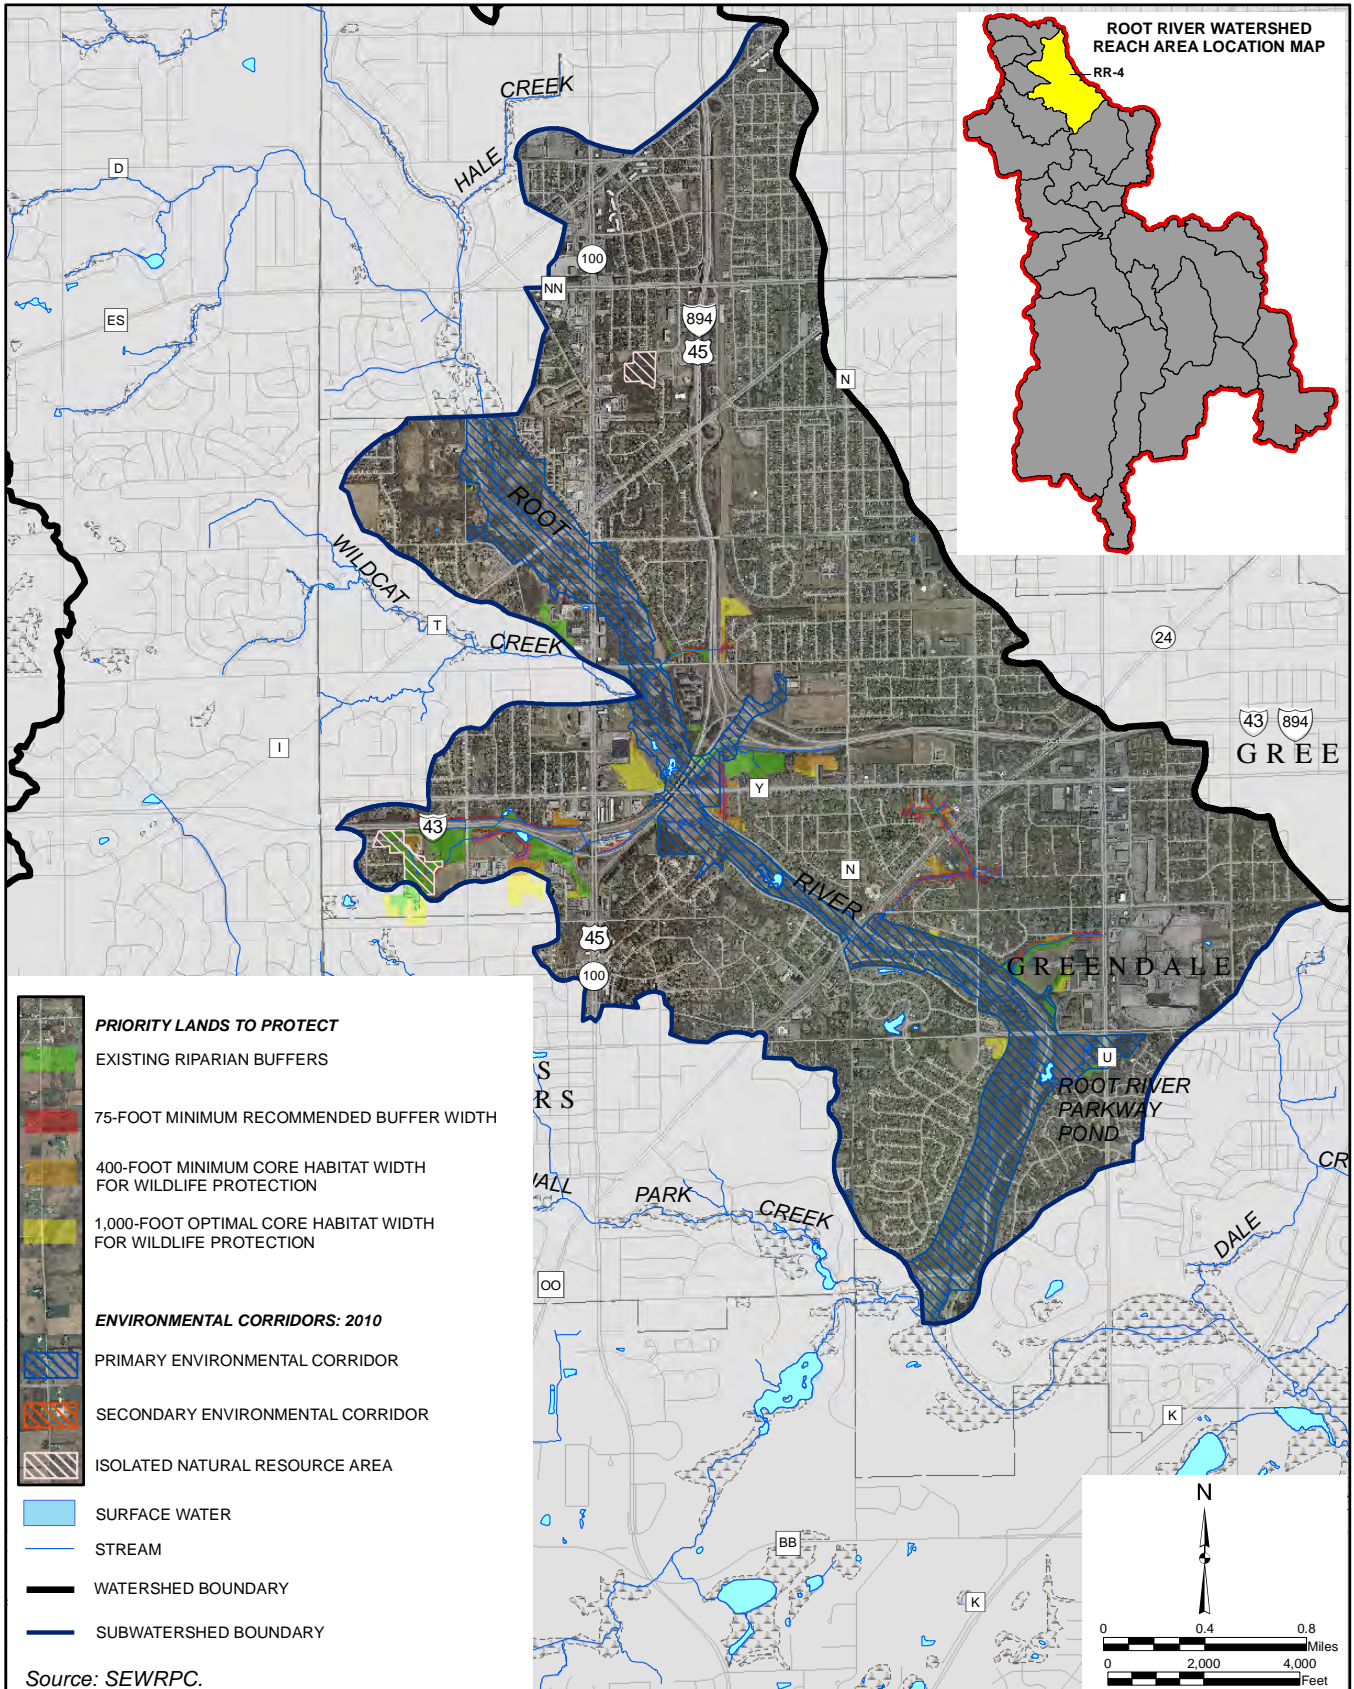 ROOT RIVER WATERSHED
REACH AREA LOCATION MAP
RR-4
CREEK
HALE
D
100
NN
ES
894
45
N
ROOT
WILDCAT
T
CREEK
24
43
894
GREE
I
Y
43
N
RIVER
45
100
GREENDALE
U
ROOT RIVER
PARKWAY
POND
S
RS
PARK
CREEK
CR
DALE
OO
K
BB
K
PRIORITY LANDS TO PROTECT
EXISTING RIPARIAN BUFFERS
75-FOOT MINIMUM RECOMMENDED BUFFER WIDTH
400-FOOT MINIMUM CORE HABITAT WIDTH
FOR WILDLIFE PROTECTION
1,000-FOOT OPTIMAL CORE HABITAT WIDTH
FOR WILDLIFE PROTECTION
ENVIRONMENTAL CORRIDORS: 2010
PRIMARY ENVIRONMENTAL CORRIDOR
SECONDARY ENVIRONMENTAL CORRIDOR
ISOLATED NATURAL RESOURCE AREA
SURFACE WATER
STREAM
WATERSHED BOUNDARY
SUBWATERSHED BOUNDARY
Source: SEWRPC.
N
0 0.4 0.8
Miles
0 2,000 4,000
Feet